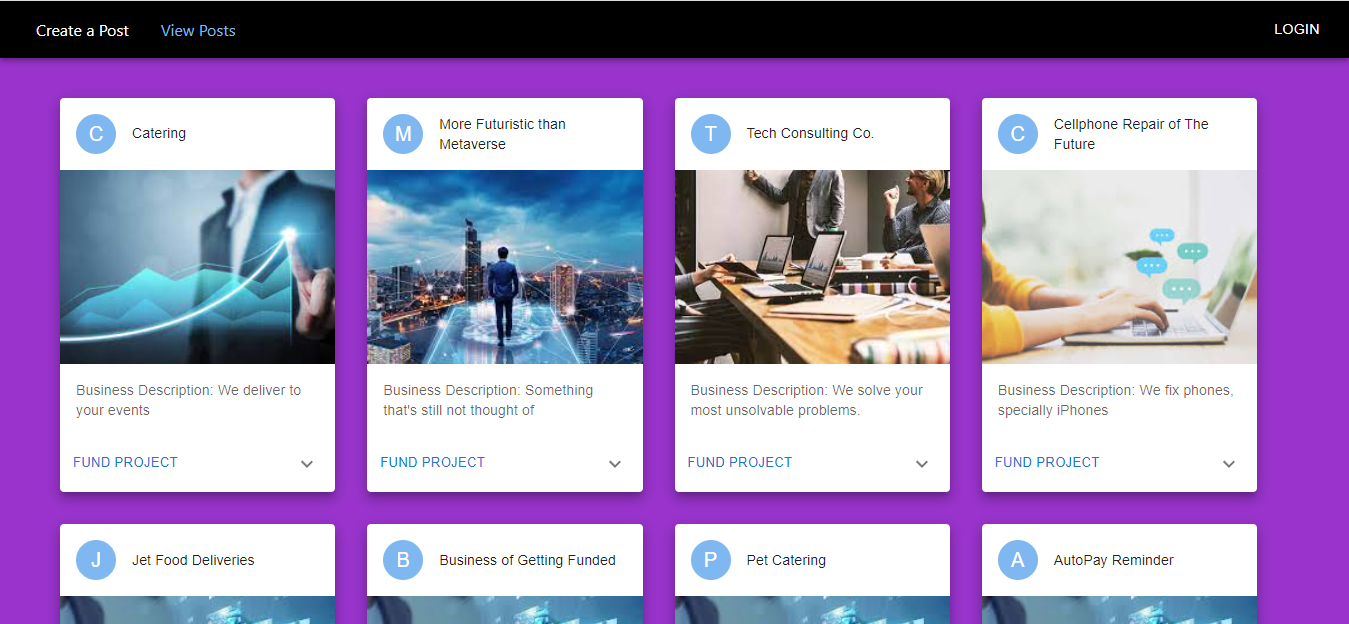 Create a Post View Posts LOGIN
C Catering
M More Futuristic than
Metaverse
T Tech Consulting Co.
C Cellphone Repair of The
Future
Business Description: We deliver to
your events
Business Description: Something
that's still not thought of
Business Description: We solve your
most unsolvable problems.
Business Description: We fix phones,
specially iPhones
FUND PROJECT
FUND PROJECT
FUND PROJECT
FUND PROJECT
J Jet Food Deliveries
B Business of Getting Funded
P Pet Catering
A AutoPay Reminder